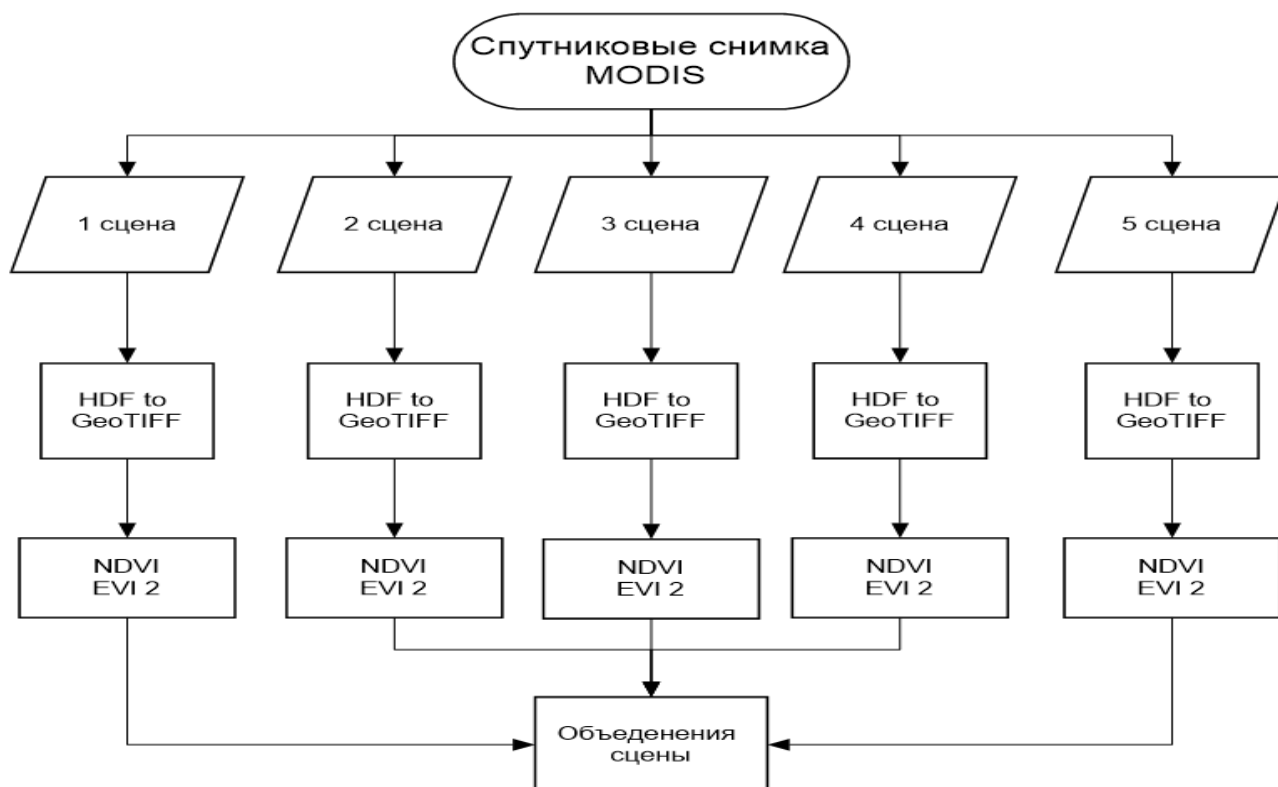 Спутниковые снимка
MODIS
1 сцена
2 сцена
3 сцена
4 сцена
5 сцена
HDF to
GeoTIFF
HDF to
GeoTIFF
HDF to
GeoTIFF
HDF to
GeoTIFF
HDF to
GeoTIFF
NDVI
EVI 2
NDVI
EVI 2
NDVI
EVI 2
NDVI
EVI 2
NDVI
EVI 2
Объеденения
сцены